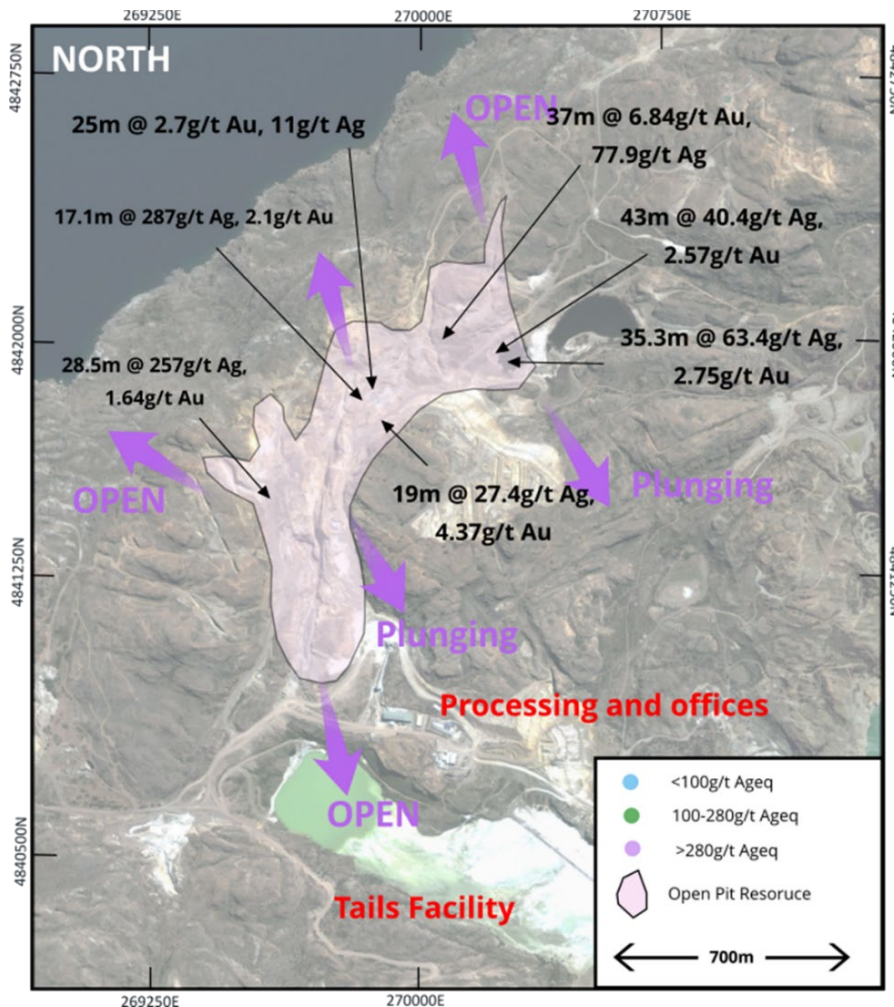 269250E
270000E
270750E
4842750N
NORTH
OPEN
25m @ 2.7g/t Au, 11g/t Ag
37m @ 6.84g/t Au,
77.9g/t Ag
17.1m @ 287g/t Ag, 2.1g/t Au
43m @ 40.4g/t Ag,
2.57g/t Au
4842000N
35.3m @ 63.4g/t Ag,
2.75g/t Au
28.5m @ 257g/t Ag,
1.64g/t Au
OPEN
Plunging
19m @ 27.4g/t Ag,
4.37g/t Au
4841250N
Plunging
Processing and offices
OPEN
4840500N
Tails Facility
<100g/t Ageq
100-280g/t Ageq
>280g/t Ageq
Open Pit Resoruce
700m
269250E
270000E